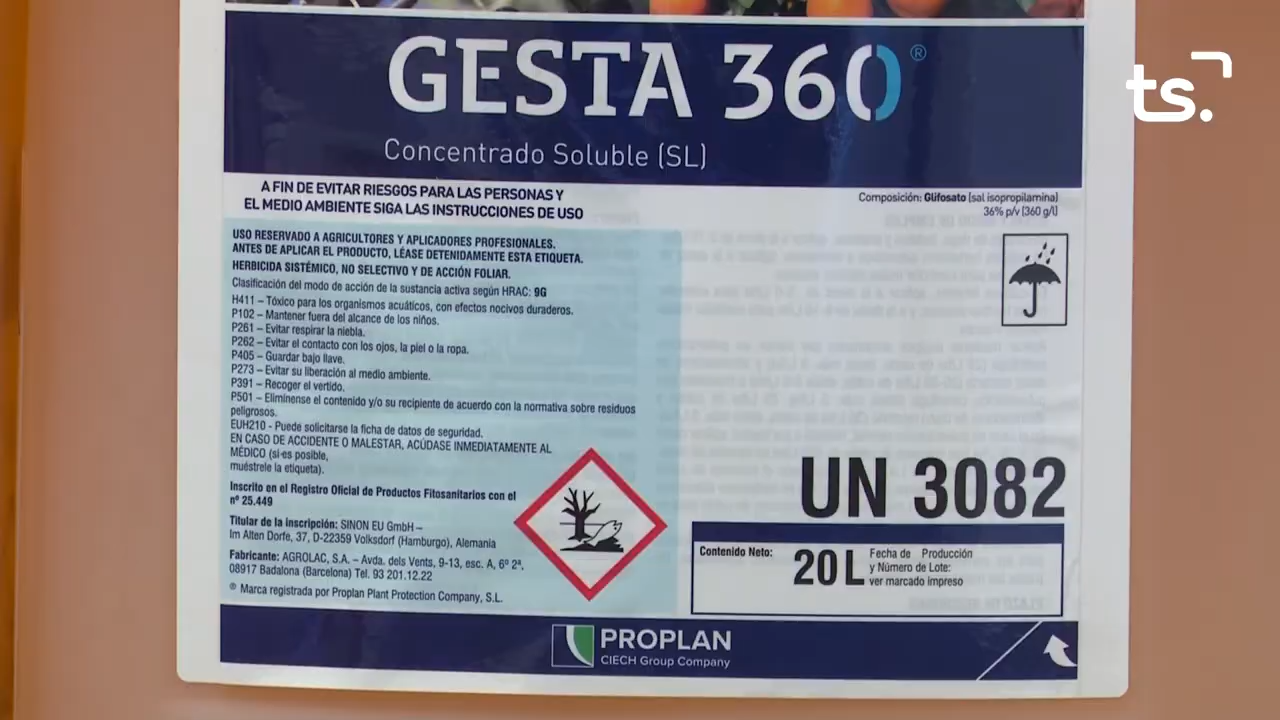 GESTA 360®
ts.
Concentrado Soluble (SL)
A FIN DE EVITAR RIESGOS PARA LAS PERSONAS Y
EL MEDIO AMBIENTE SIGA LAS INSTRUCCIONES DE USO
Composición: Glifosato (sal isopropilamina)
36% p/v (360 g/l)
USO RESERVADO A AGRICULTORES Y APLICADORES PROFESIONALES.
ANTES DE APLICAR EL PRODUCTO, LÉASE DETENIDAMENTE ESTA ETIQUETA.
HERBICIDA SISTÉMICO, NO SELECTIVO Y DE ACCIÓN FOLIAR.
Clasificación del modo de acción de la sustancia activa según HRAC: 9G
H411 – Tóxico para los organismos acuáticos, con efectos nocivos duraderos.
P102 – Mantener fuera del alcance de los niños.
P261 – Evitar respirar la niebla.
P262 – Evitar el contacto con los ojos, la piel o la ropa.
P405 – Guardar bajo llave.
P273 – Evitar su liberación al medio ambiente.
P391 – Recoger el vertido.
P501 – Elimínense el contenido y/o su recipiente de acuerdo con la normativa sobre residuos
peligrosos.
EUH210 - Puede solicitarse la ficha de datos de seguridad.
EN CASO DE ACCIDENTE O MALESTAR, ACÚDASE INMEDIATAMENTE AL
MÉDICO (si es posible,
muéstrele la etiqueta).
Inscrito en el Registro Oficial de Productos Fitosanitarios con el
nº 25.449
Titular de la inscripción: SINON EU GmbH –
Im Alten Dorfe, 37, D-22359 Volksdorf (Hamburgo), Alemania
Fabricante: AGROLAC, S.A. – Avda. dels Vents, 9-13, esc. A, 6º 2ª,
08917 Badalona (Barcelona) Tel. 93 201.12.22
® Marca registrada por Proplan Plant Protection Company, S.L.
UN 3082
Contenido Neto: 20 L
Fecha de Producción
y Número de Lote:
ver marcado impreso
PROPLAN
CIECH Group Company